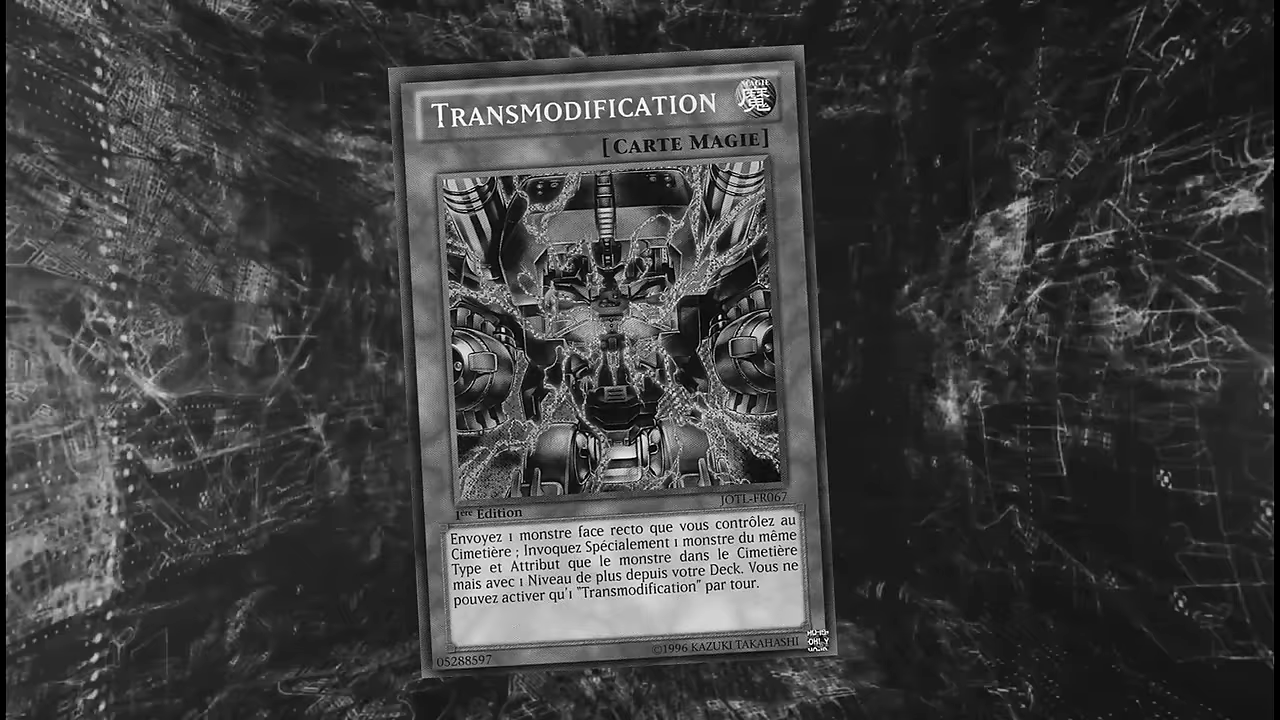 TRANSMODIFICATION
MAGIE
魔
[CARTE MAGIE]
JOTL-FR067
1ère Édition
Envoyez 1 monstre face recto que vous contrôlez au
Cimetière ; Invoquez Spécialement 1 monstre du même
Type et Attribut que le monstre dans le Cimetière
mais avec 1 Niveau de plus depuis votre Deck. Vous ne
pouvez activer qu'1 "Transmodification" par tour.
05288597
©1996 KAZUKI TAKAHASHI